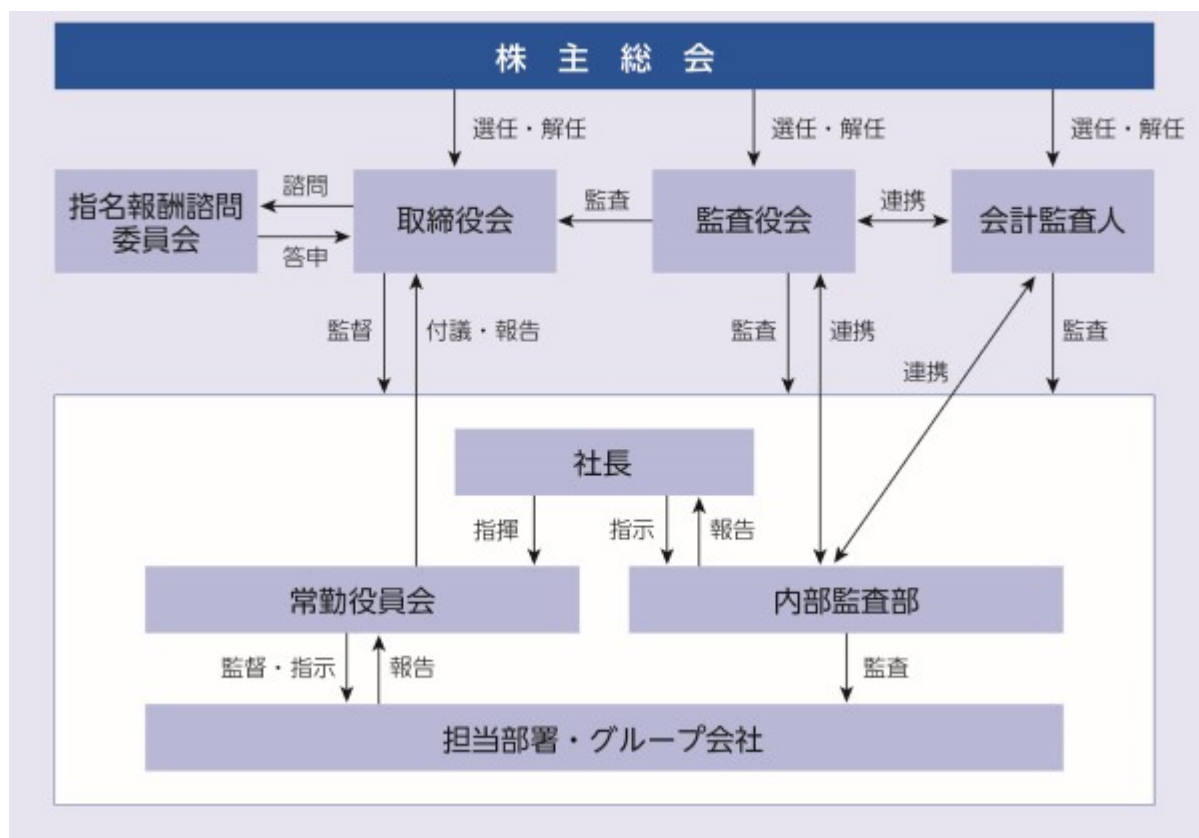 株主総会
選任・解任
選任・解任
選任・解任
指名報酬諮問
委員会
諮問
答申
取締役会
監査
監査役会
連携
会計監査人
監督
付議・報告
監査
連携
連携
監査
社長
指揮
指示
報告
常勤役員会
内部監査部
監督・指示
報告
監査
担当部署・グループ会社